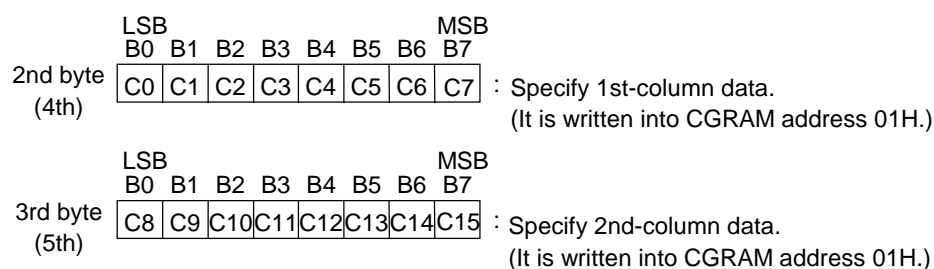 LSB MSB
B0 B1 B2 B3 B4 B5 B6 B7
2nd byte C0 C1 C2 C3 C4 C5 C6 C7 : Specify 1st-column data.
(4th) (It is written into CGRAM address 01H.)
LSB MSB
B0 B1 B2 B3 B4 B5 B6 B7
3rd byte C8 C9 C10 C11 C12 C13 C14 C15 : Specify 2nd-column data.
(5th) (It is written into CGRAM address 01H.)